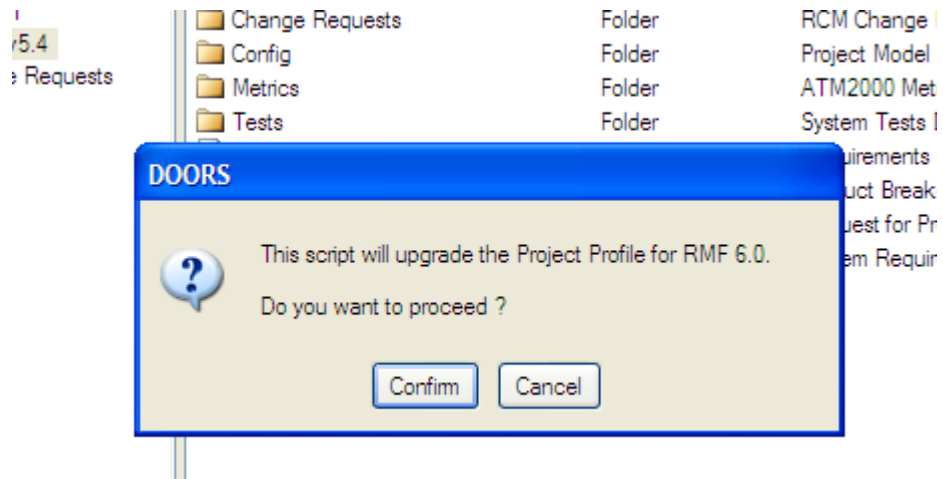 Change Requests Folder RCM Change
v5.4
Config Folder Project Model
Requests
Metrics Folder ATM2000 Met
Tests Folder System Tests
DOORS
This script will upgrade the Project Profile for RMF 6.0.
Do you want to proceed ?
Confirm Cancel
uirements
uct Break
uest for Pr
em Requir